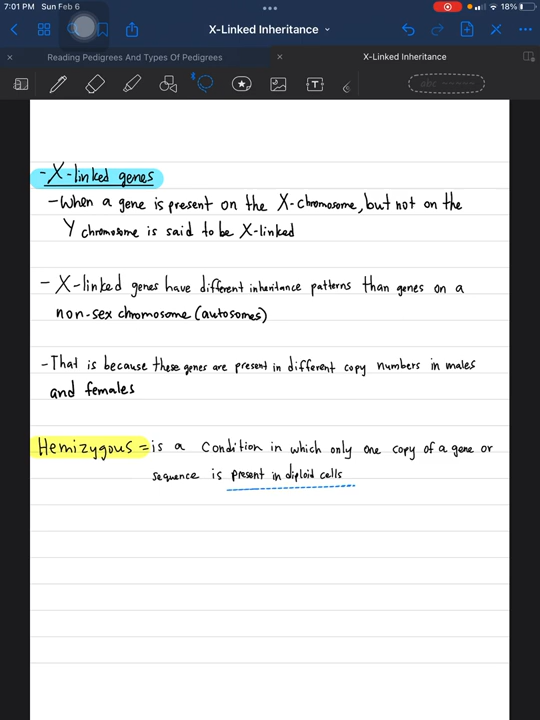 7:01 PM Sun Feb 6
18%
X-Linked Inheritance
Reading Pedigrees And Types Of Pedigrees
X-Linked Inheritance
abc
- X-linked genes
- When a gene is present on the X-chromosome, but not on the
Y chromosome is said to be X-linked
- X-linked genes have different inheritance patterns than genes on a
non-sex chromosome (autosomes)
- That is because these genes are present in different copy numbers in males
and females
Hemizygous = is a condition in which only one copy of a gene or
sequence is present in diploid cells